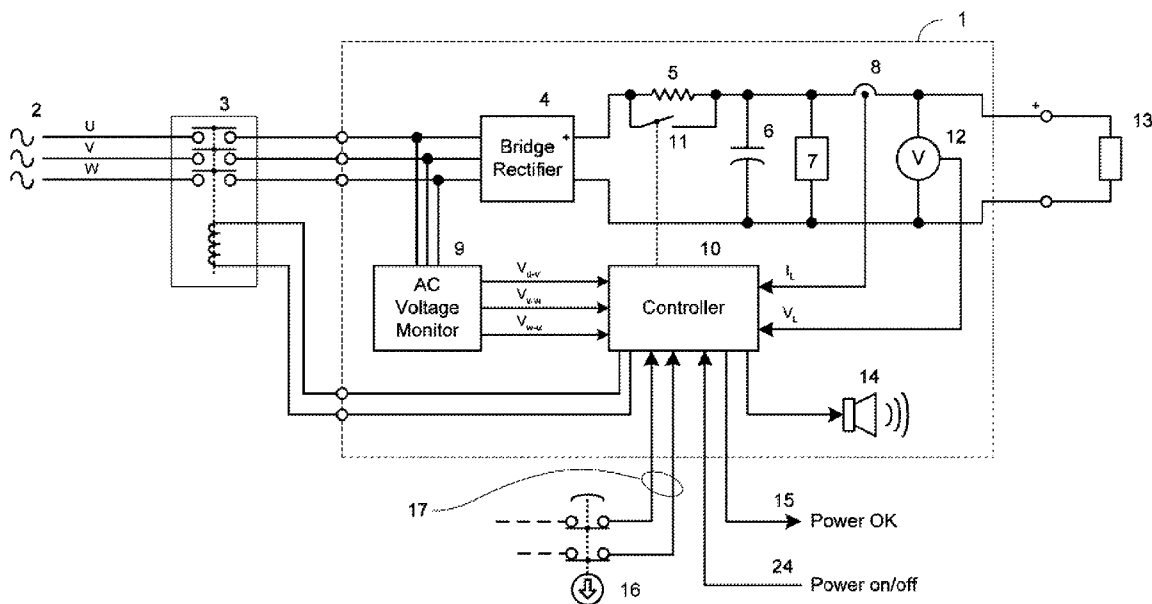 1
2
3
4
5
8
U
V
W
Bridge
Rectifier
+
11
6
7
12
V
+
13
9
10
AC
Voltage
Monitor
Vu-v
Vv-w
Vw-u
Controller
IL
VL
14
17
15
Power OK
16
24
Power on/off